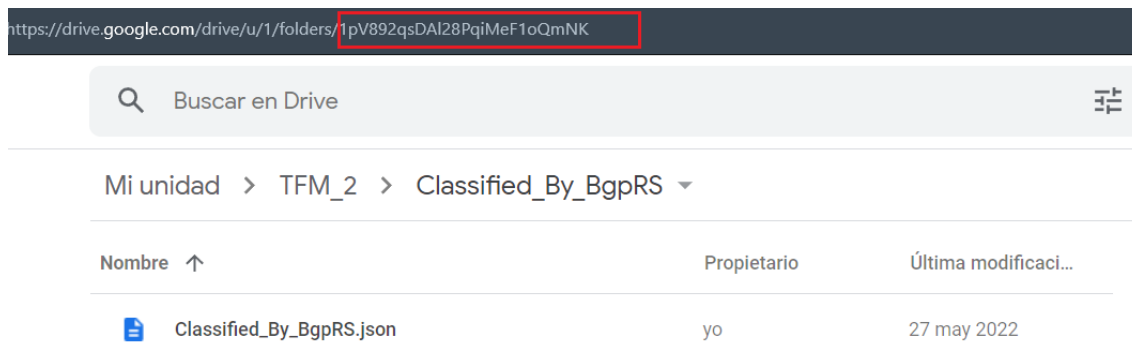 https://drive.google.com/drive/u/1/folders/1pV892qsDAl28PqiMeF1oQmNK
Buscar en Drive
Mi unidad > TFM_2 > Classified_By_BgpRS
Nombre ↑ Propietario Última modificaci...
Classified_By_BgpRS.json yo 27 may 2022